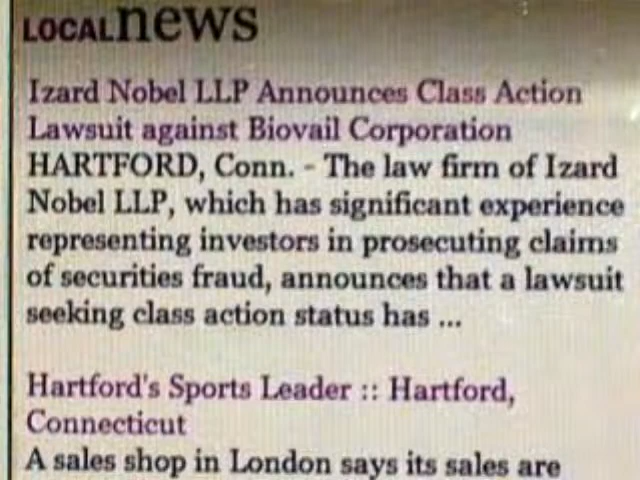 LOCALnews
Izard Nobel LLP Announces Class Action
Lawsuit against Biovail Corporation
HARTFORD, Conn. - The law firm of Izard
Nobel LLP, which has significant experience
representing investors in prosecuting claims
of securities fraud, announces that a lawsuit
seeking class action status has ...
Hartford's Sports Leader :: Hartford,
Connecticut
A sales shop in London says its sales are